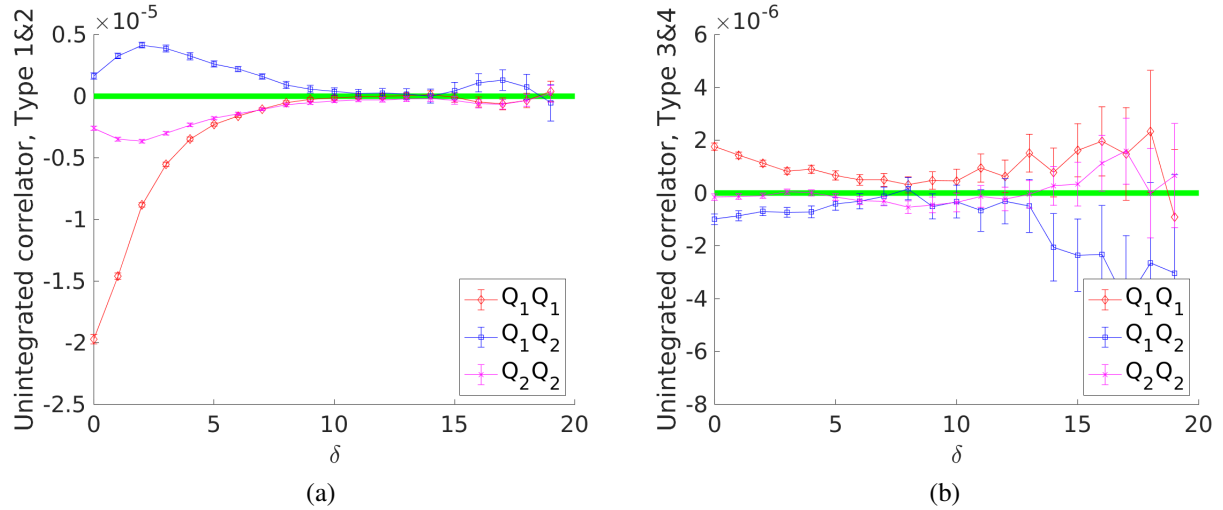 ×10⁻⁵
Unintegrated correlator, Type 1&2
0.5
0
-0.5
-1
-1.5
-2
-2.5
0 5 10 15 20
δ
Q₁Q₁
Q₁Q₂
Q₂Q₂
(a)
×10⁻⁶
Unintegrated correlator, Type 3&4
6
4
2
0
-2
-4
-6
-8
0 5 10 15 20
δ
Q₁Q₁
Q₁Q₂
Q₂Q₂
(b)